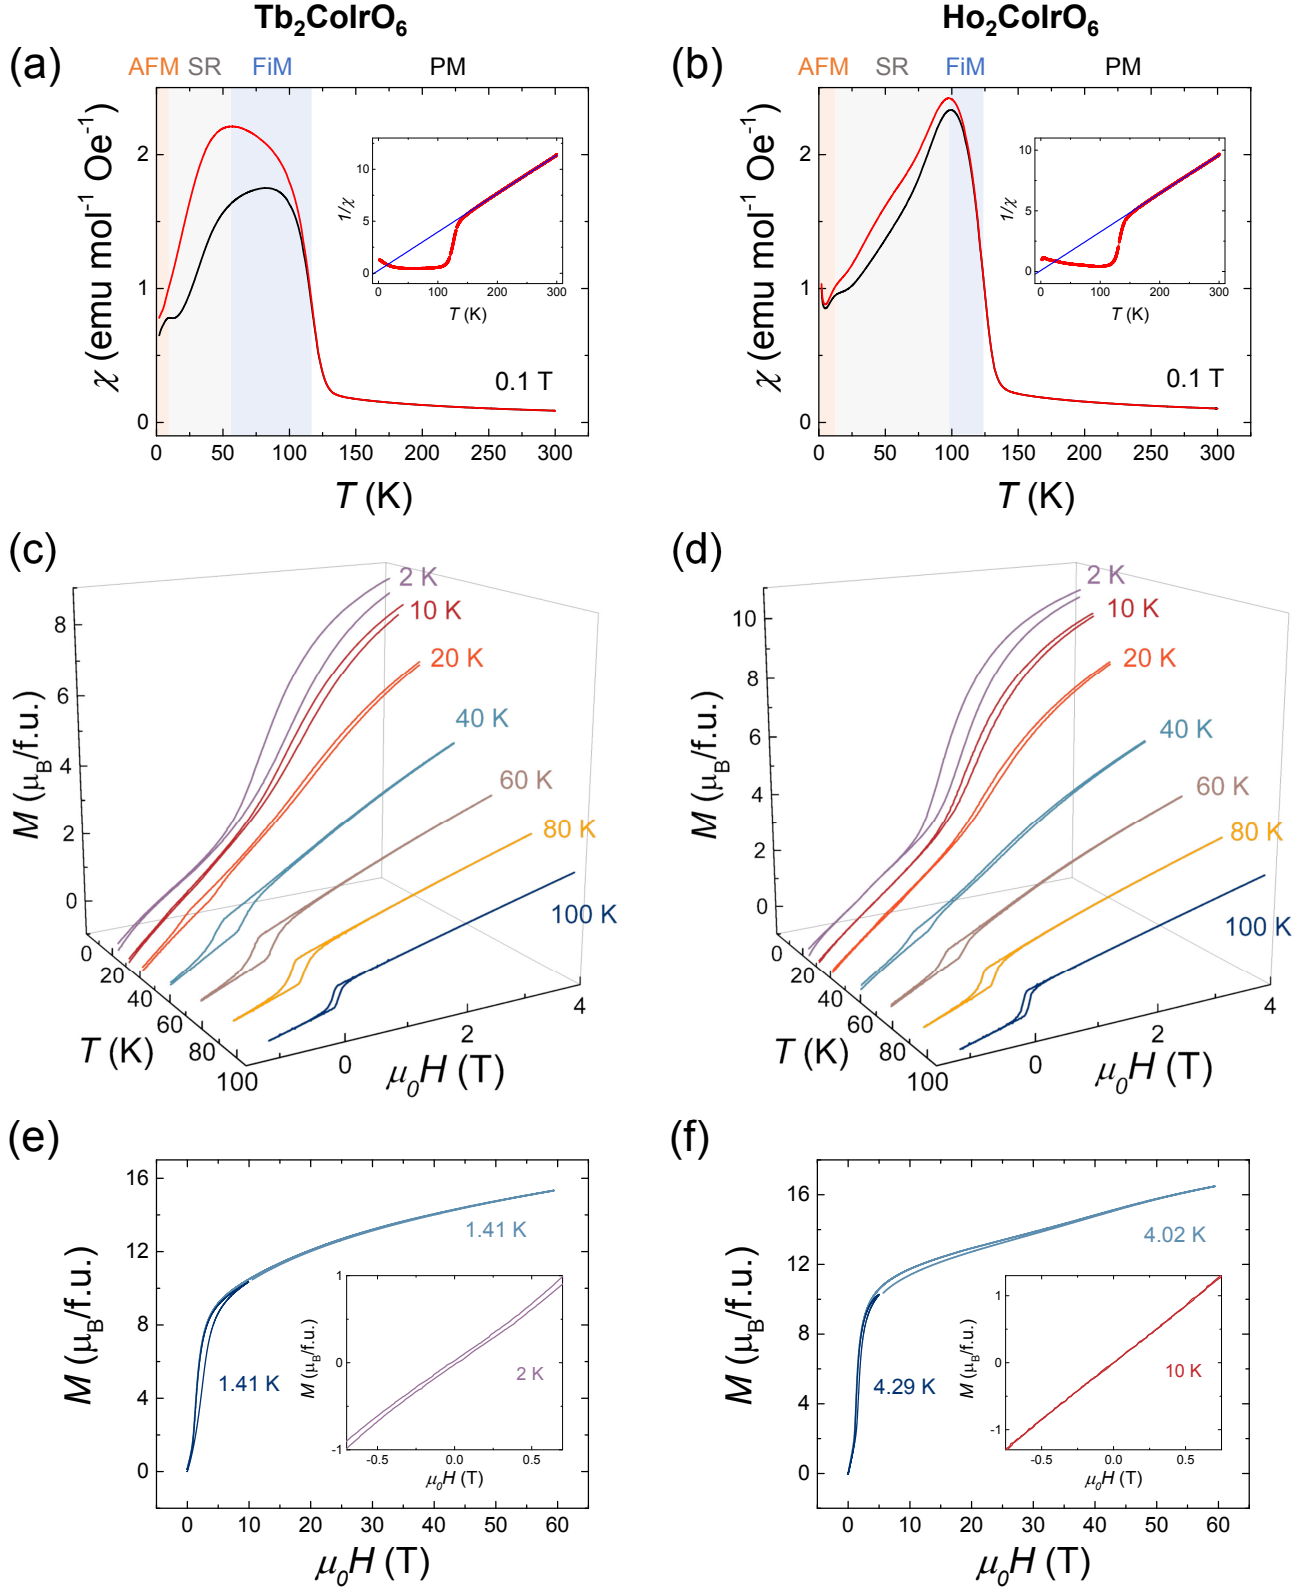 Tb₂CoIrO₆
Ho₂CoIrO₆
(a)
AFM SR FiM PM
χ (emu mol⁻¹ Oe⁻¹)
2
1
0
0 50 100 150 200 250 300
T (K)
0.1 T
1/χ
10
5
0
0 100 200 300
T (K)
(b)
AFM SR FiM PM
χ (emu mol⁻¹ Oe⁻¹)
2
1
0
0 50 100 150 200 250 300
T (K)
0.1 T
1/χ
10
5
0
0 100 200 300
T (K)
(c)
M (μB/f.u.)
8
6
4
2
0
2 K
10 K
20 K
40 K
60 K
80 K
100 K
0
20
40
60
80
100
T (K)
0 2 4
μ₀H (T)
(d)
M (μB/f.u.)
10
8
6
4
2
0
2 K
10 K
20 K
40 K
60 K
80 K
100 K
0
20
40
60
80
100
T (K)
0 2 4
μ₀H (T)
(e)
M (μB/f.u.)
16
12
8
4
0
0 10 20 30 40 50 60
μ₀H (T)
1.41 K
1.41 K
M (μB/f.u.)
1
0
-1
-0.5 0.0 0.5
μ₀H (T)
2 K
(f)
M (μB/f.u.)
16
12
8
4
0
0 10 20 30 40 50 60
μ₀H (T)
4.02 K
4.29 K
M (μB/f.u.)
1
0
-1
-0.5 0.0 0.5
μ₀H (T)
10 K